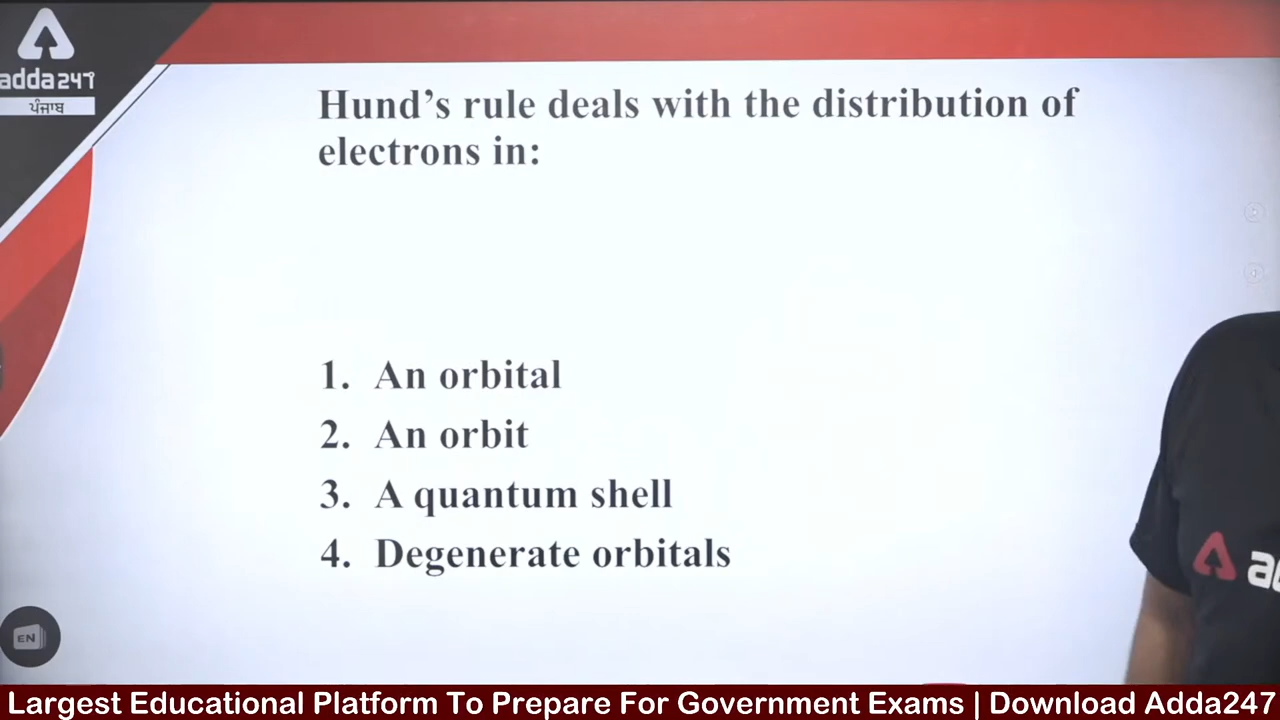 adda247
ਪੰਜਾਬ
Hund's rule deals with the distribution of
electrons in:
1. An orbital
2. An orbit
3. A quantum shell
4. Degenerate orbitals
EN
Largest Educational Platform To Prepare For Government Exams | Download Adda247